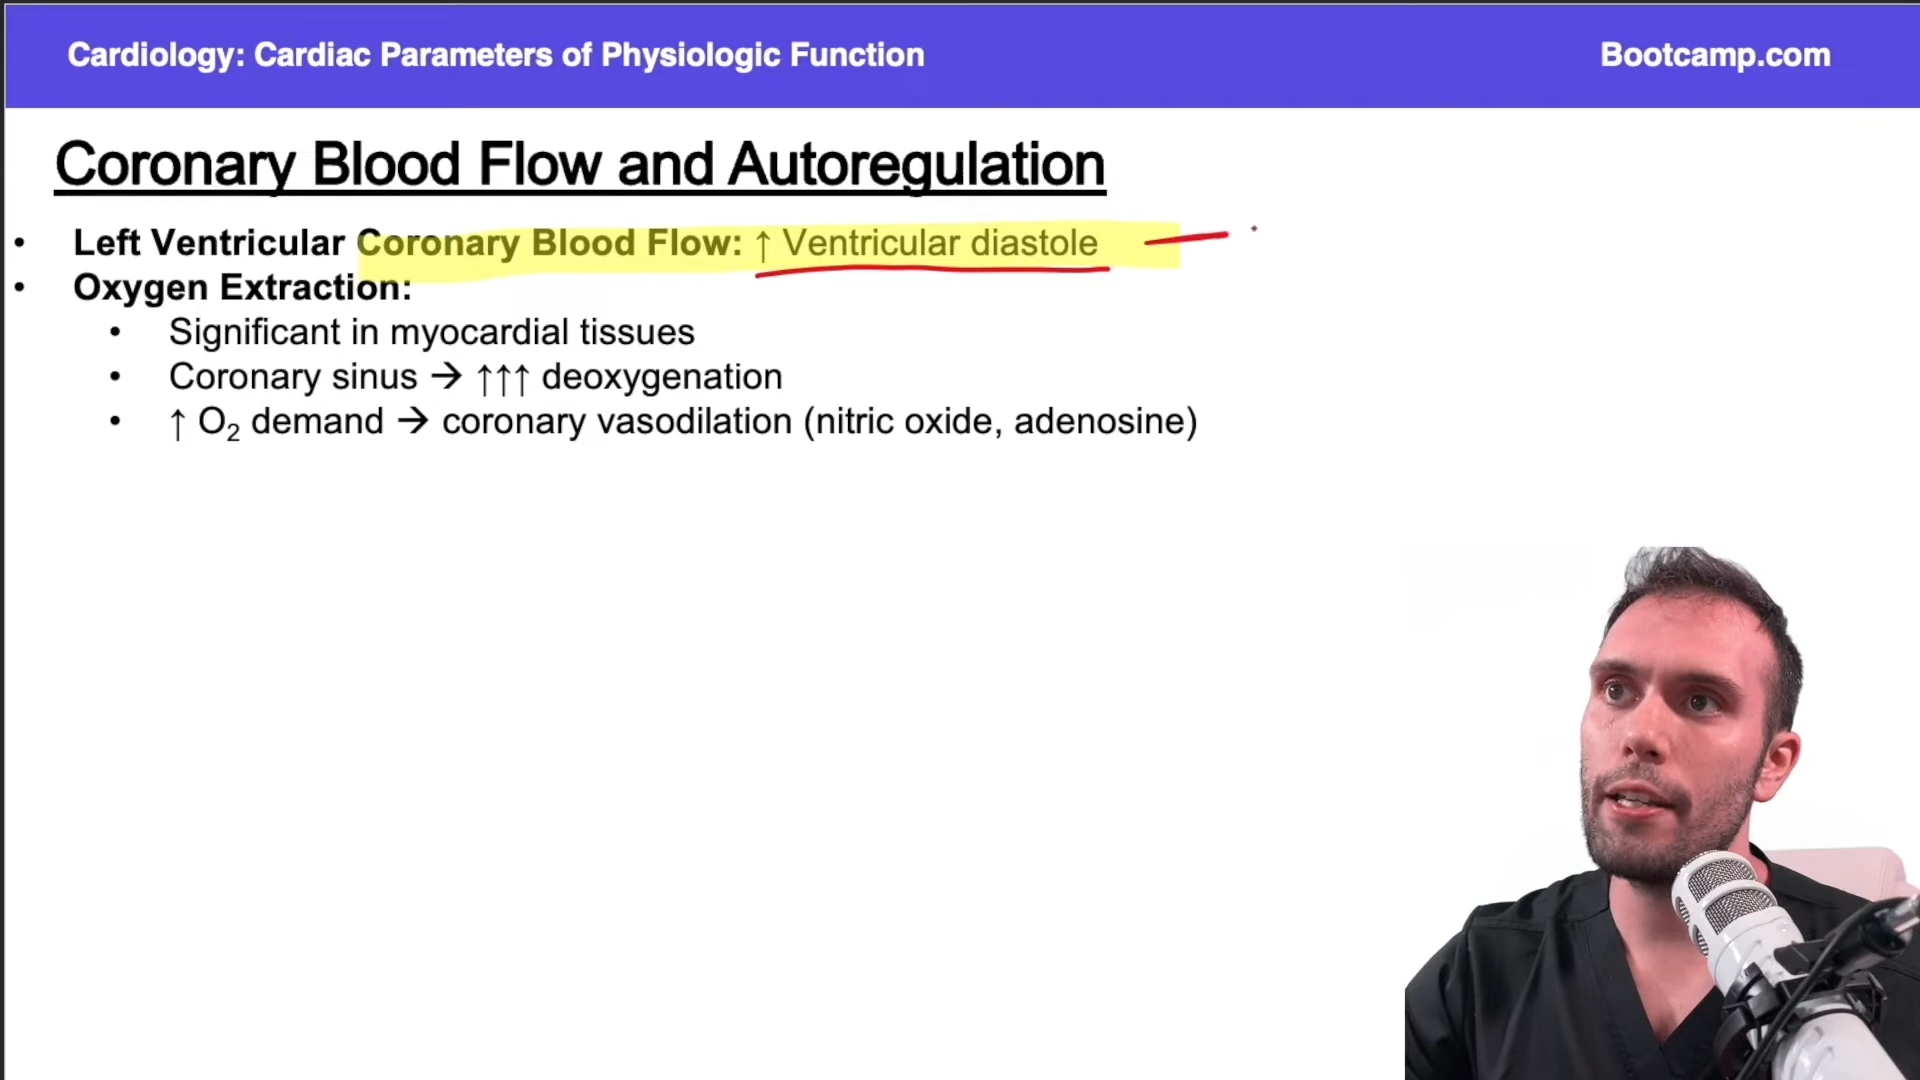 Cardiology: Cardiac Parameters of Physiologic Function
Bootcamp.com
Coronary Blood Flow and Autoregulation
• Left Ventricular Coronary Blood Flow: ↑ Ventricular diastole
• Oxygen Extraction:
• Significant in myocardial tissues
• Coronary sinus → ↑↑↑ deoxygenation
• ↑ O₂ demand → coronary vasodilation (nitric oxide, adenosine)